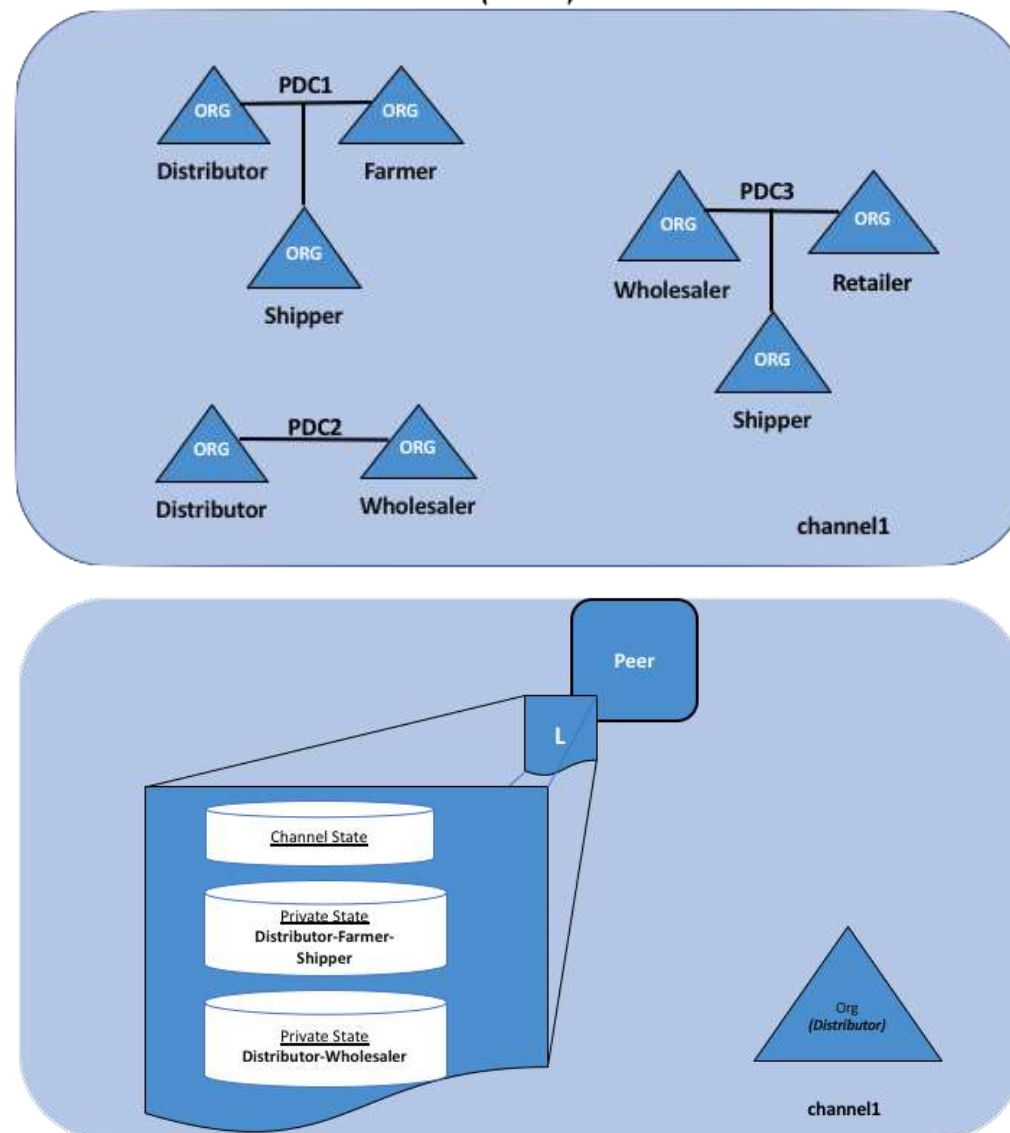 PDC1
ORG
ORG
Distributor
Farmer
ORG
Shipper
PDC3
ORG
ORG
Wholesaler
Retailer
ORG
Shipper
PDC2
ORG
ORG
Distributor
Wholesaler
channel1
Peer
L
Channel State
Private State
Distributor-Farmer-
Shipper
Private State
Distributor-Wholesaler
Org
(Distributor)
channel1